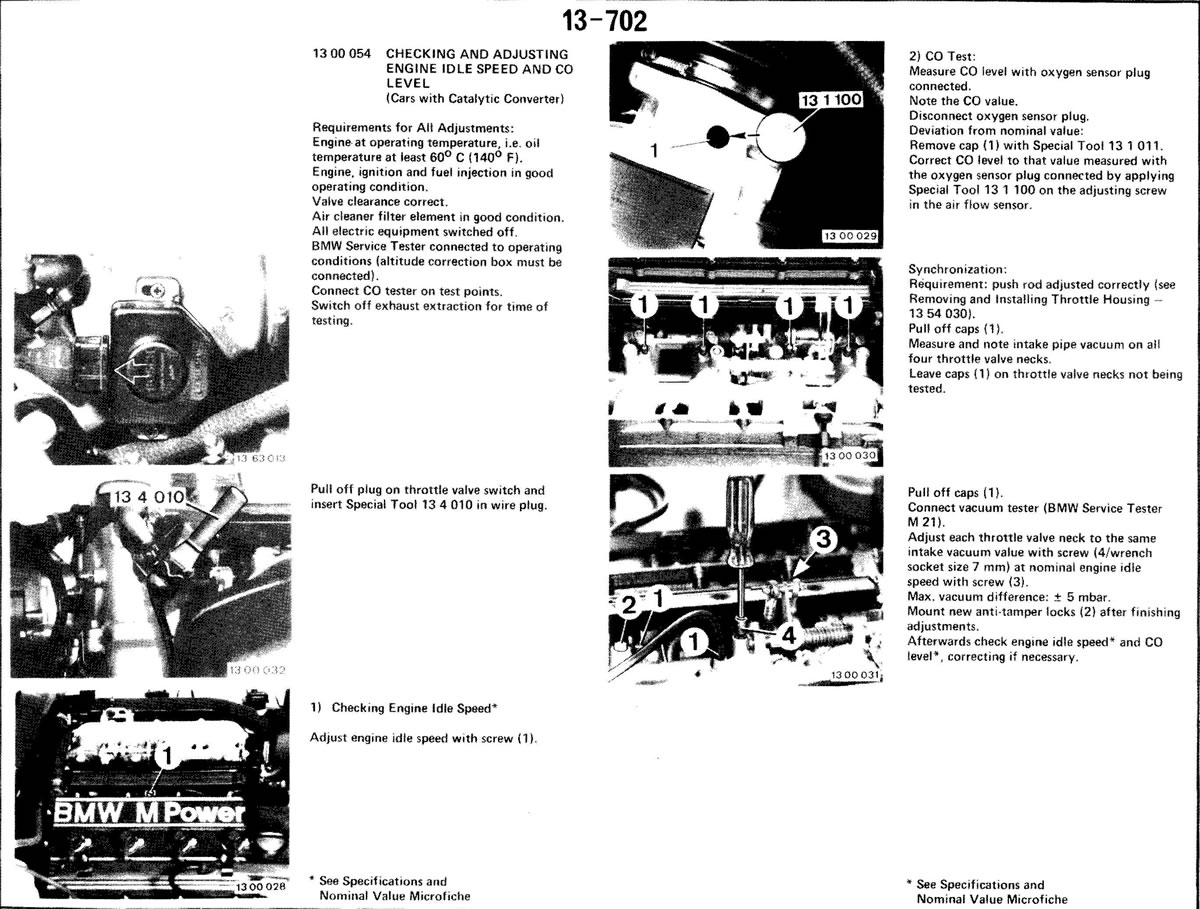 13-702
13 00 054 CHECKING AND ADJUSTING
ENGINE IDLE SPEED AND CO
LEVEL
(Cars with Catalytic Converter)
Requirements for All Adjustments:
Engine at operating temperature, i.e. oil
temperature at least 60° C (140° F).
Engine, ignition and fuel injection in good
operating condition.
Valve clearance correct.
Air cleaner filter element in good condition.
All electric equipment switched off.
BMW Service Tester connected to operating
conditions (altitude correction box must be
connected).
Connect CO tester on test points.
Switch off exhaust extraction for time of
testing.
13 63 013
13 4 010
13 00 032
Pull off plug on throttle valve switch and
insert Special Tool 13 4 010 in wire plug.
1
BMW M Power
13 00 028
1) Checking Engine Idle Speed*
Adjust engine idle speed with screw (1).
* See Specifications and
Nominal Value Microfiche
13 1 100
1
13 00 029
2) CO Test:
Measure CO level with oxygen sensor plug
connected.
Note the CO value.
Disconnect oxygen sensor plug.
Deviation from nominal value:
Remove cap (1) with Special Tool 13 1 011.
Correct CO level to that value measured with
the oxygen sensor plug connected by applying
Special Tool 13 1 100 on the adjusting screw
in the air flow sensor.
1 1 1 1
13 00 030
Synchronization:
Requirement: push rod adjusted correctly (see
Removing and Installing Throttle Housing –
13 54 030).
Pull off caps (1).
Measure and note intake pipe vacuum on all
four throttle valve necks.
Leave caps (1) on throttle valve necks not being
tested.
3
2 1
1 4
13 00 031
Pull off caps (1).
Connect vacuum tester (BMW Service Tester
M 21).
Adjust each throttle valve neck to the same
intake vacuum value with screw (4/wrench
socket size 7 mm) at nominal engine idle
speed with screw (3).
Max. vacuum difference: ± 5 mbar.
Mount new anti-tamper locks (2) after finishing
adjustments.
Afterwards check engine idle speed* and CO
level*, correcting if necessary.
* See Specifications and
Nominal Value Microfiche